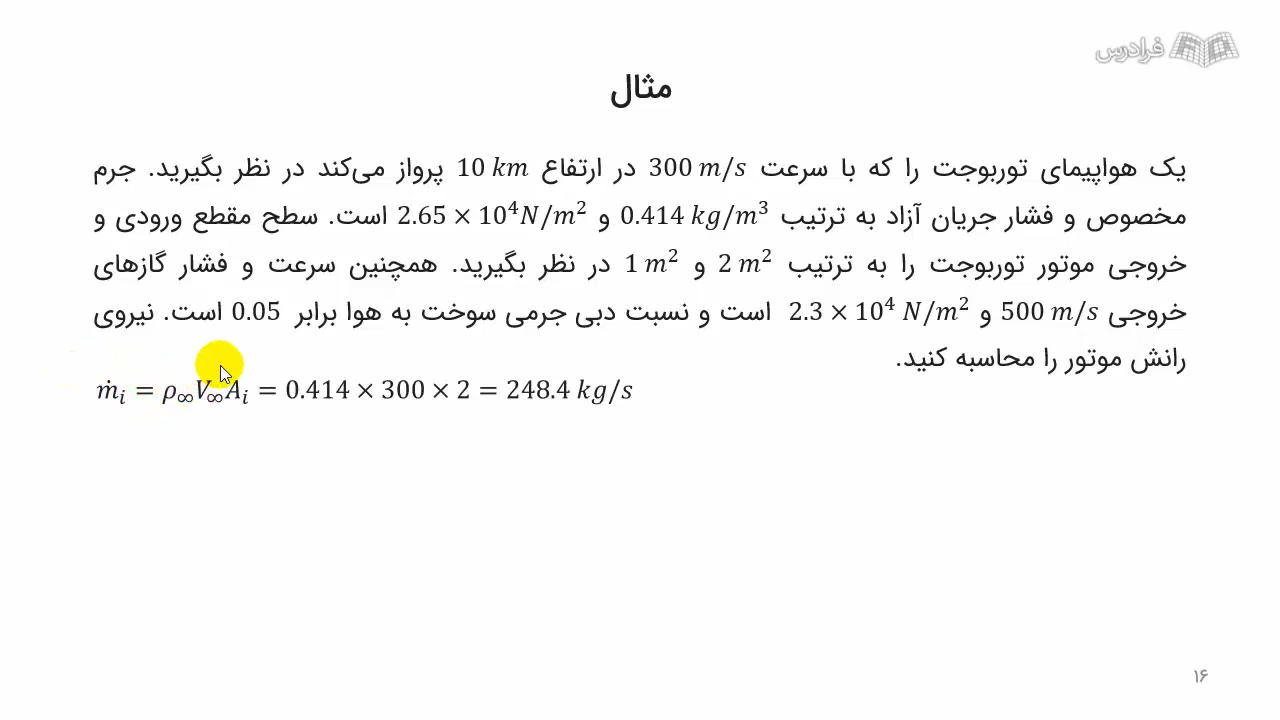 فرادرس
مثال
یک هواپیمای توربوجت را که با سرعت 300 m/s در ارتفاع 10 km پرواز می‌کند در نظر بگیرید. جرم
مخصوص و فشار جریان آزاد به ترتیب 0.414 kg/m³ و 2.65 × 10⁴N/m² است. سطح مقطع ورودی و
خروجی موتور توربوجت را به ترتیب 2 m² و 1 m² در نظر بگیرید. همچنین سرعت و فشار گازهای
خروجی 500 m/s و 2.3 × 10⁴ N/m² است و نسبت دبی جرمی سوخت به هوا برابر 0.05 است. نیروی
رانش موتور را محاسبه کنید.
ṁᵢ = ρ∞V∞Aᵢ = 0.414 × 300 × 2 = 248.4 kg/s
۱۶